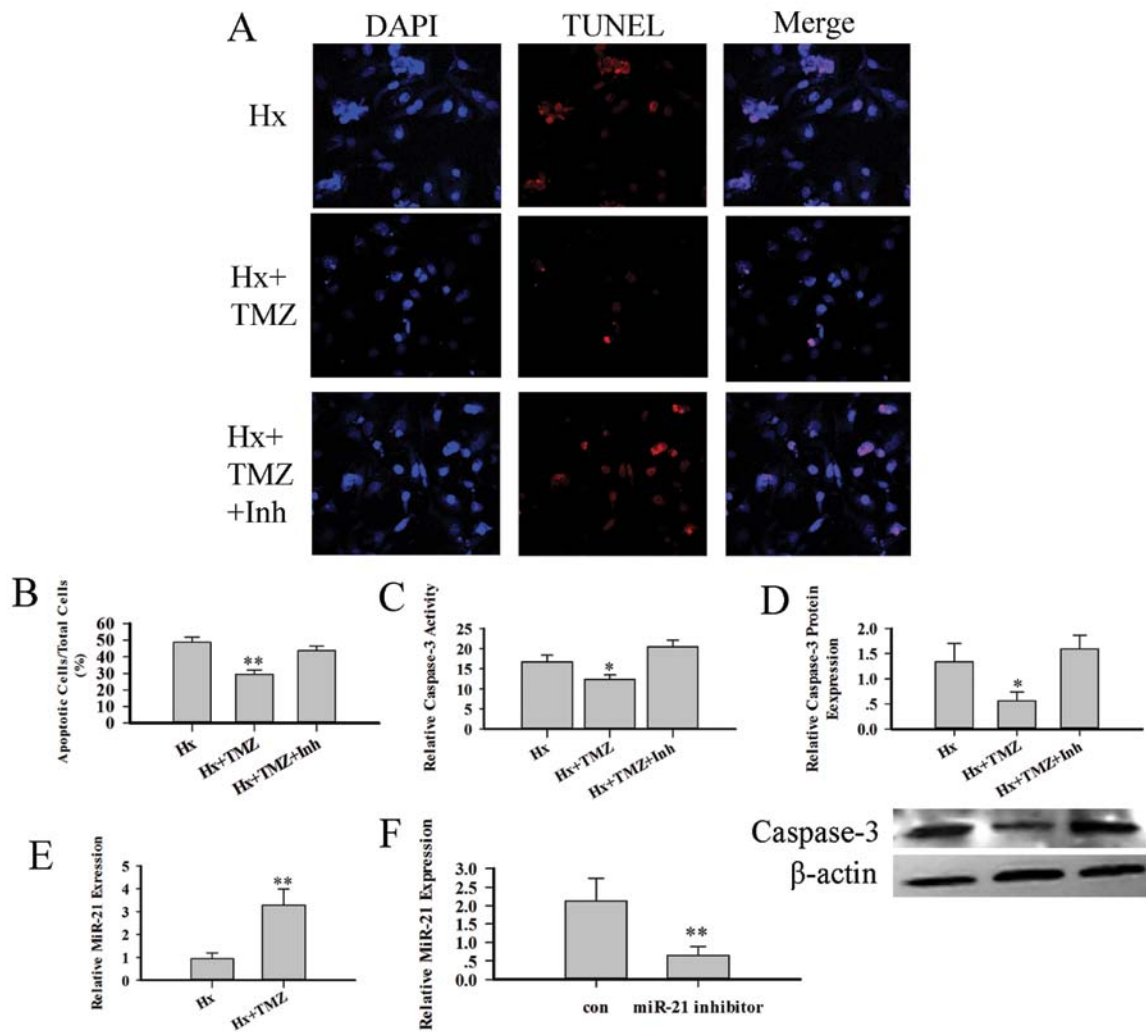 A
DAPI
TUNEL
Merge
Hx
Hx+
TMZ
Hx+
TMZ
+Inh
B
Apoptotic Cells/Total Cells
(%)
60
50
40
30
20
10
0
**
Hx
Hx+TMZ
Hx+TMZ+Inh
C
Relative Caspase-3 Activity
25
20
15
10
5
0
*
Hx
Hx+TMZ
Hx+TMZ+Inh
D
Relative Caspase-3 Protein
Eexpression
2.0
1.5
1.0
.5
0.0
*
Hx
Hx+TMZ
Hx+TMZ+Inh
Caspase-3
β-actin
E
Relative MiR-21 Exression
5
4
3
2
1
0
**
Hx
Hx+TMZ
F
Relative MiR-21 Expression
3.0
2.5
2.0
1.5
1.0
.5
0.0
**
con
miR-21 inhibitor